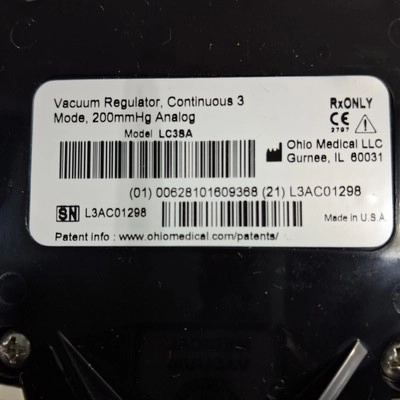 Vacuum Regulator, Continuous 3
Mode, 200mmHg Analog
Model LC3SA
RxONLY
CE
2797
Ohio Medical LLC
Gurnee, IL 60031
(01) 00628101609368 (21) L3AC01298
SN L3AC01298
Made in U.S.A
Patent info : www.ohiomedical.com/patents/